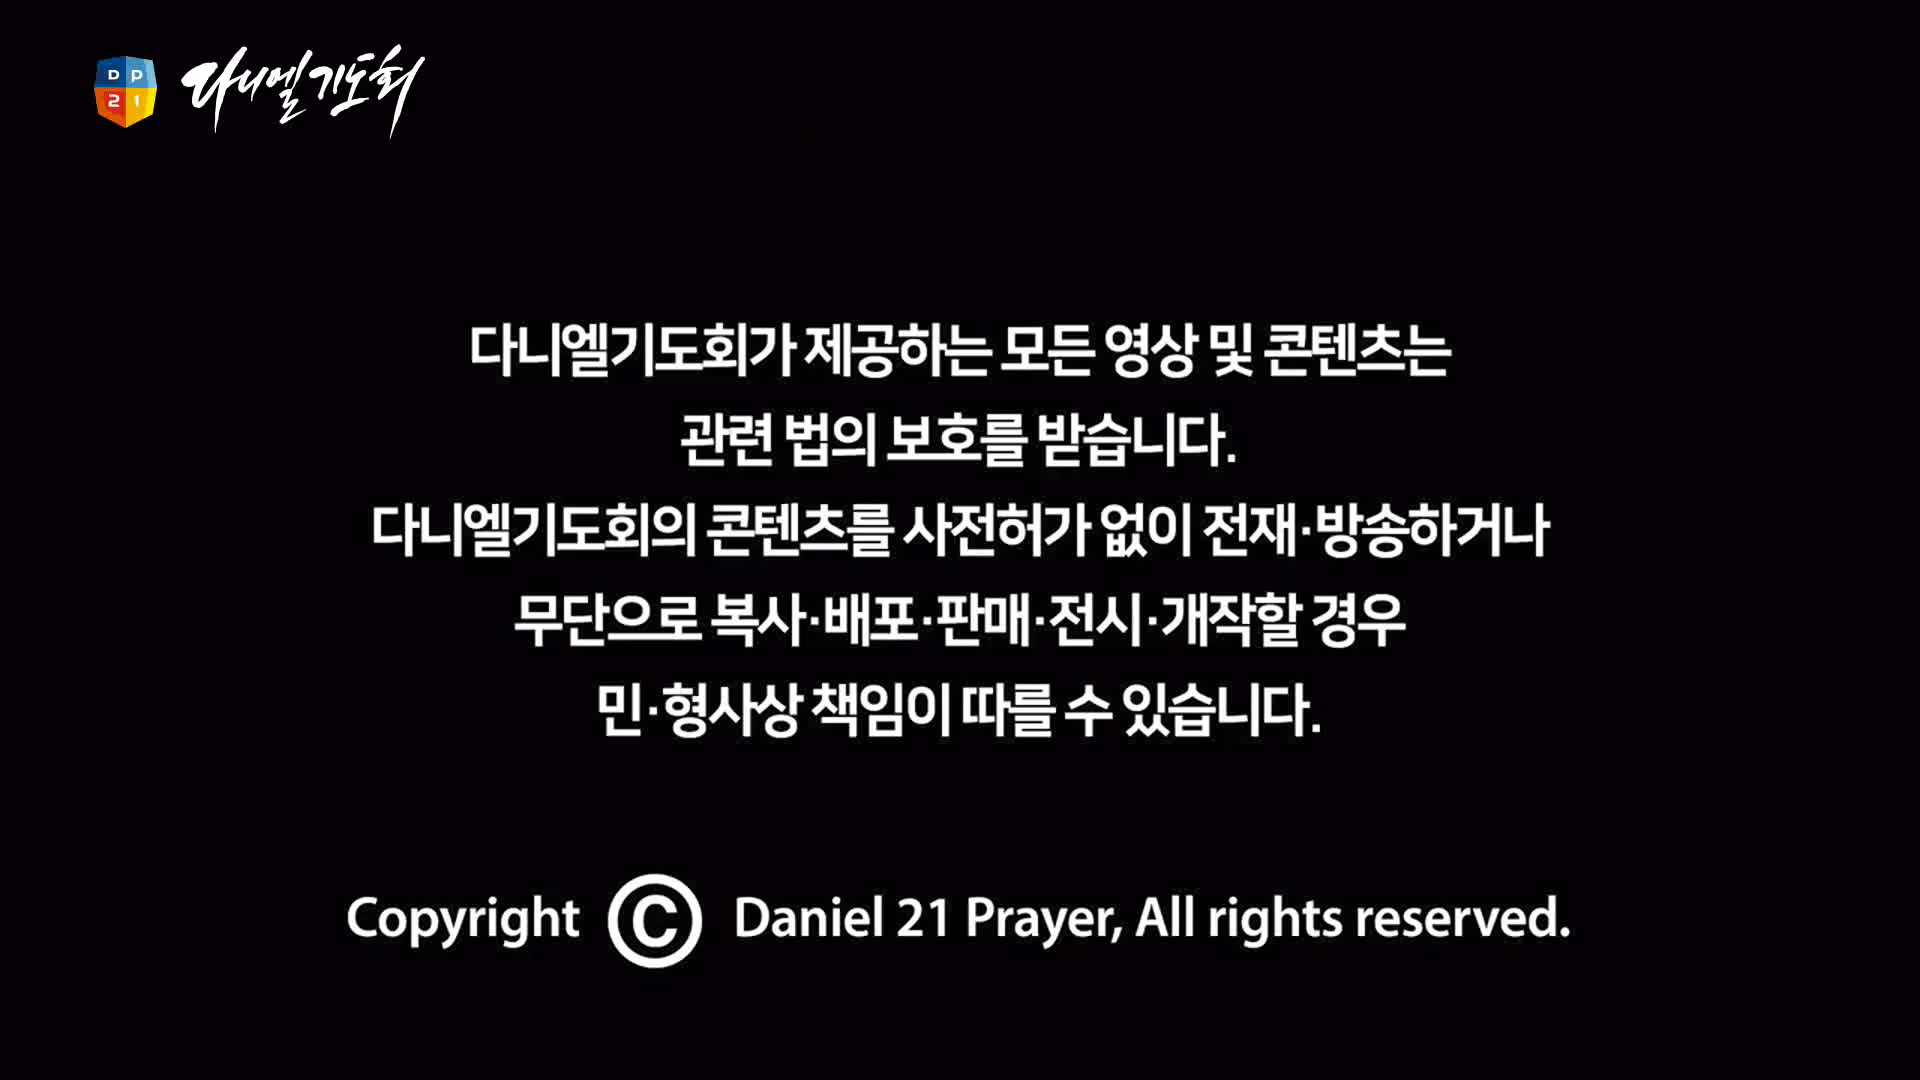 DP
21
다니엘기도회
다니엘기도회가 제공하는 모든 영상 및 콘텐츠는
관련 법의 보호를 받습니다.
다니엘기도회의 콘텐츠를 사전허가 없이 전재·방송하거나
무단으로 복사·배포·판매·전시·개작할 경우
민·형사상 책임이 따를 수 있습니다.
Copyright © Daniel 21 Prayer, All rights reserved.